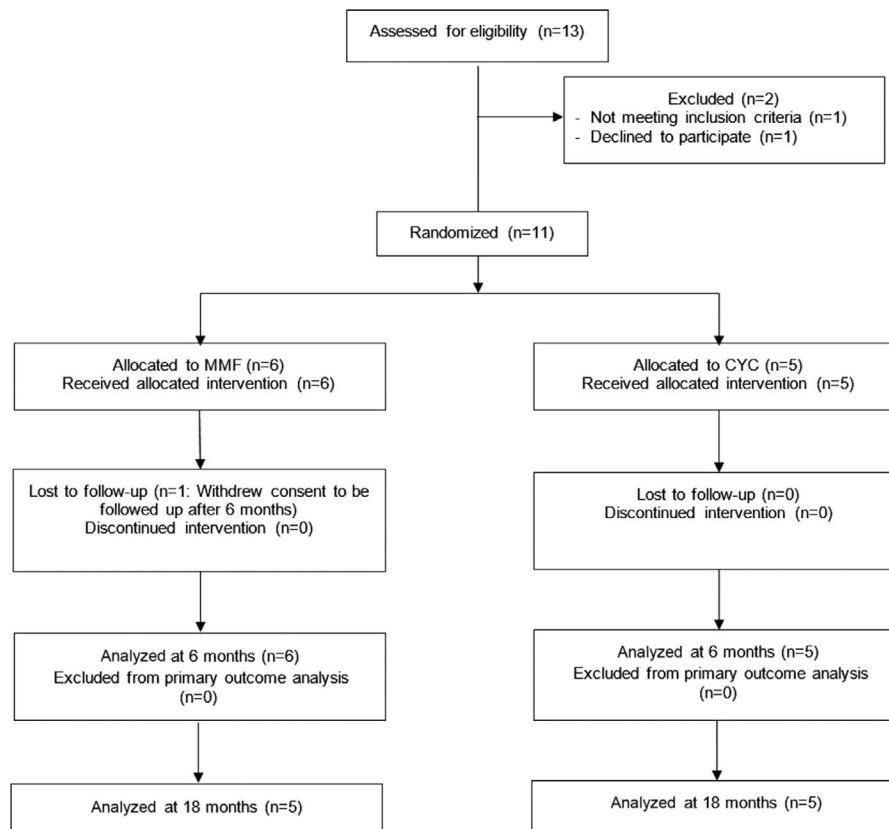 Assessed for eligibility (n=13)
Excluded (n=2)
- Not meeting inclusion criteria (n=1)
- Declined to participate (n=1)
Randomized (n=11)
Allocated to MMF (n=6)
Received allocated intervention (n=6)
Allocated to CYC (n=5)
Received allocated intervention (n=5)
Lost to follow-up (n=1: Withdrew consent to be
followed up after 6 months)
Discontinued intervention (n=0)
Lost to follow-up (n=0)
Discontinued intervention (n=0)
Analyzed at 6 months (n=6)
Excluded from primary outcome analysis
(n=0)
Analyzed at 6 months (n=5)
Excluded from primary outcome analysis
(n=0)
Analyzed at 18 months (n=5)
Analyzed at 18 months (n=5)